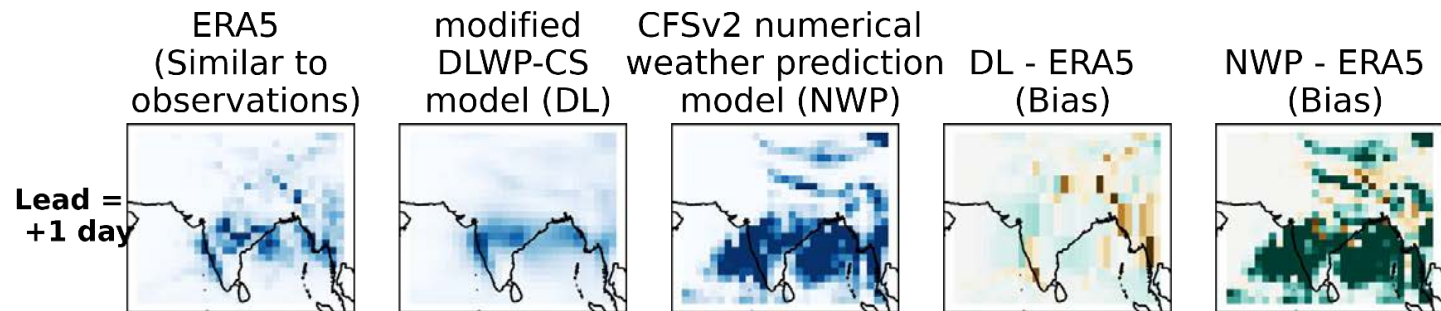 ERA5
(Similar to
observations)
modified
DLWP-CS
model (DL)
CFSv2 numerical
weather prediction
model (NWP)
DL - ERA5
(Bias)
NWP - ERA5
(Bias)
Lead =
+1 day